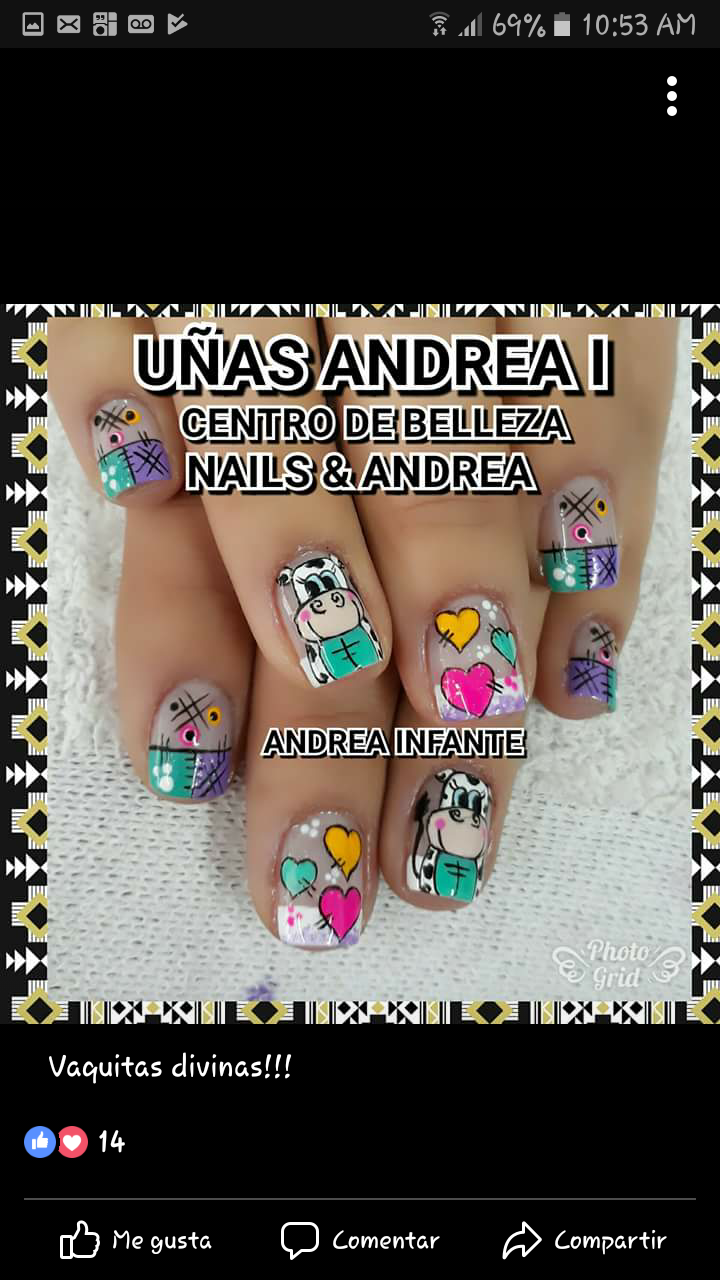 69% 10:53 AM
UÑAS ANDREA I
CENTRO DE BELLEZA
NAILS & ANDREA
ANDREA INFANTE
Photo
Grid
Vaquitas divinas!!!
14
Me gusta Comentar Compartir